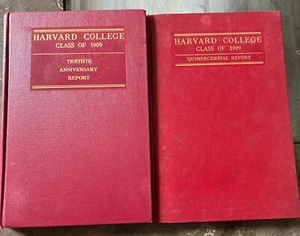 HARVARD COLLEGE
CLASS OF 1909
THIRTIETH
ANNIVERSARY
REPORT
HARVARD COLLEGE
CLASS OF 1909
QUINDECENNIAL REPORT